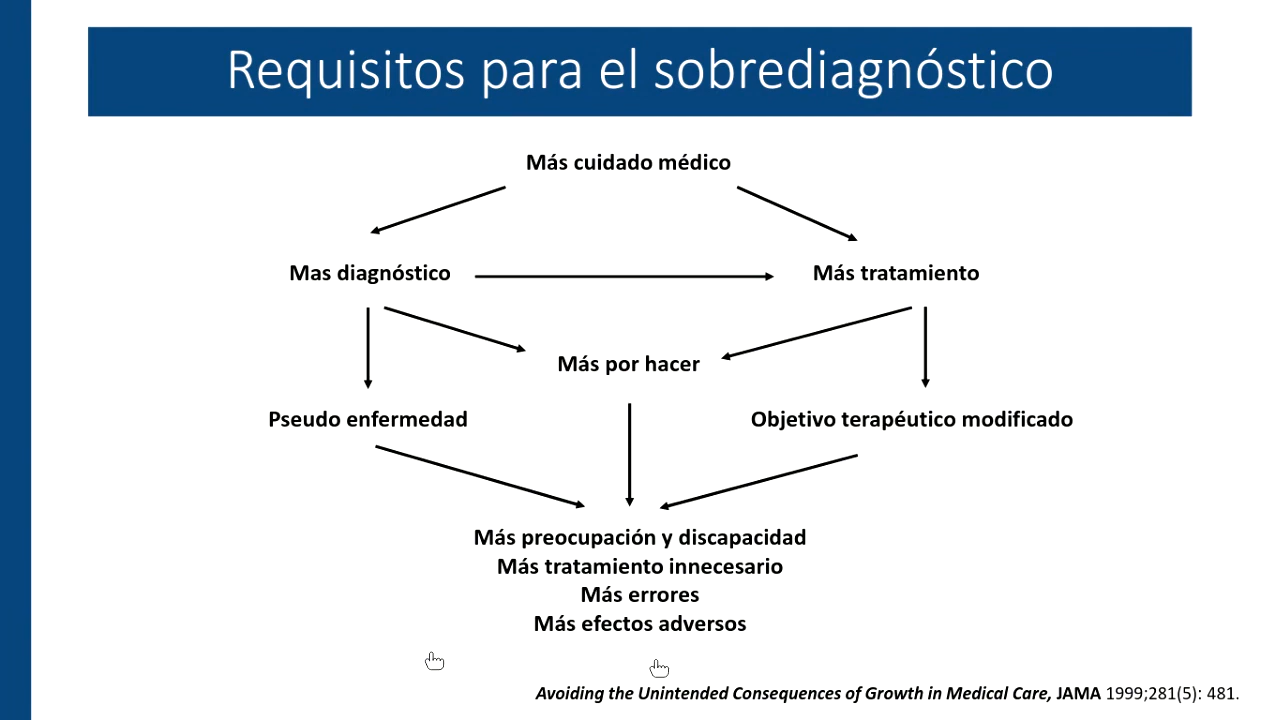 Requisitos para el sobrediagnóstico
Más cuidado médico
Mas diagnóstico
Más tratamiento
Más por hacer
Pseudo enfermedad
Objetivo terapéutico modificado
Más preocupación y discapacidad
Más tratamiento innecesario
Más errores
Más efectos adversos
Avoiding the Unintended Consequences of Growth in Medical Care, JAMA 1999;281(5): 481.